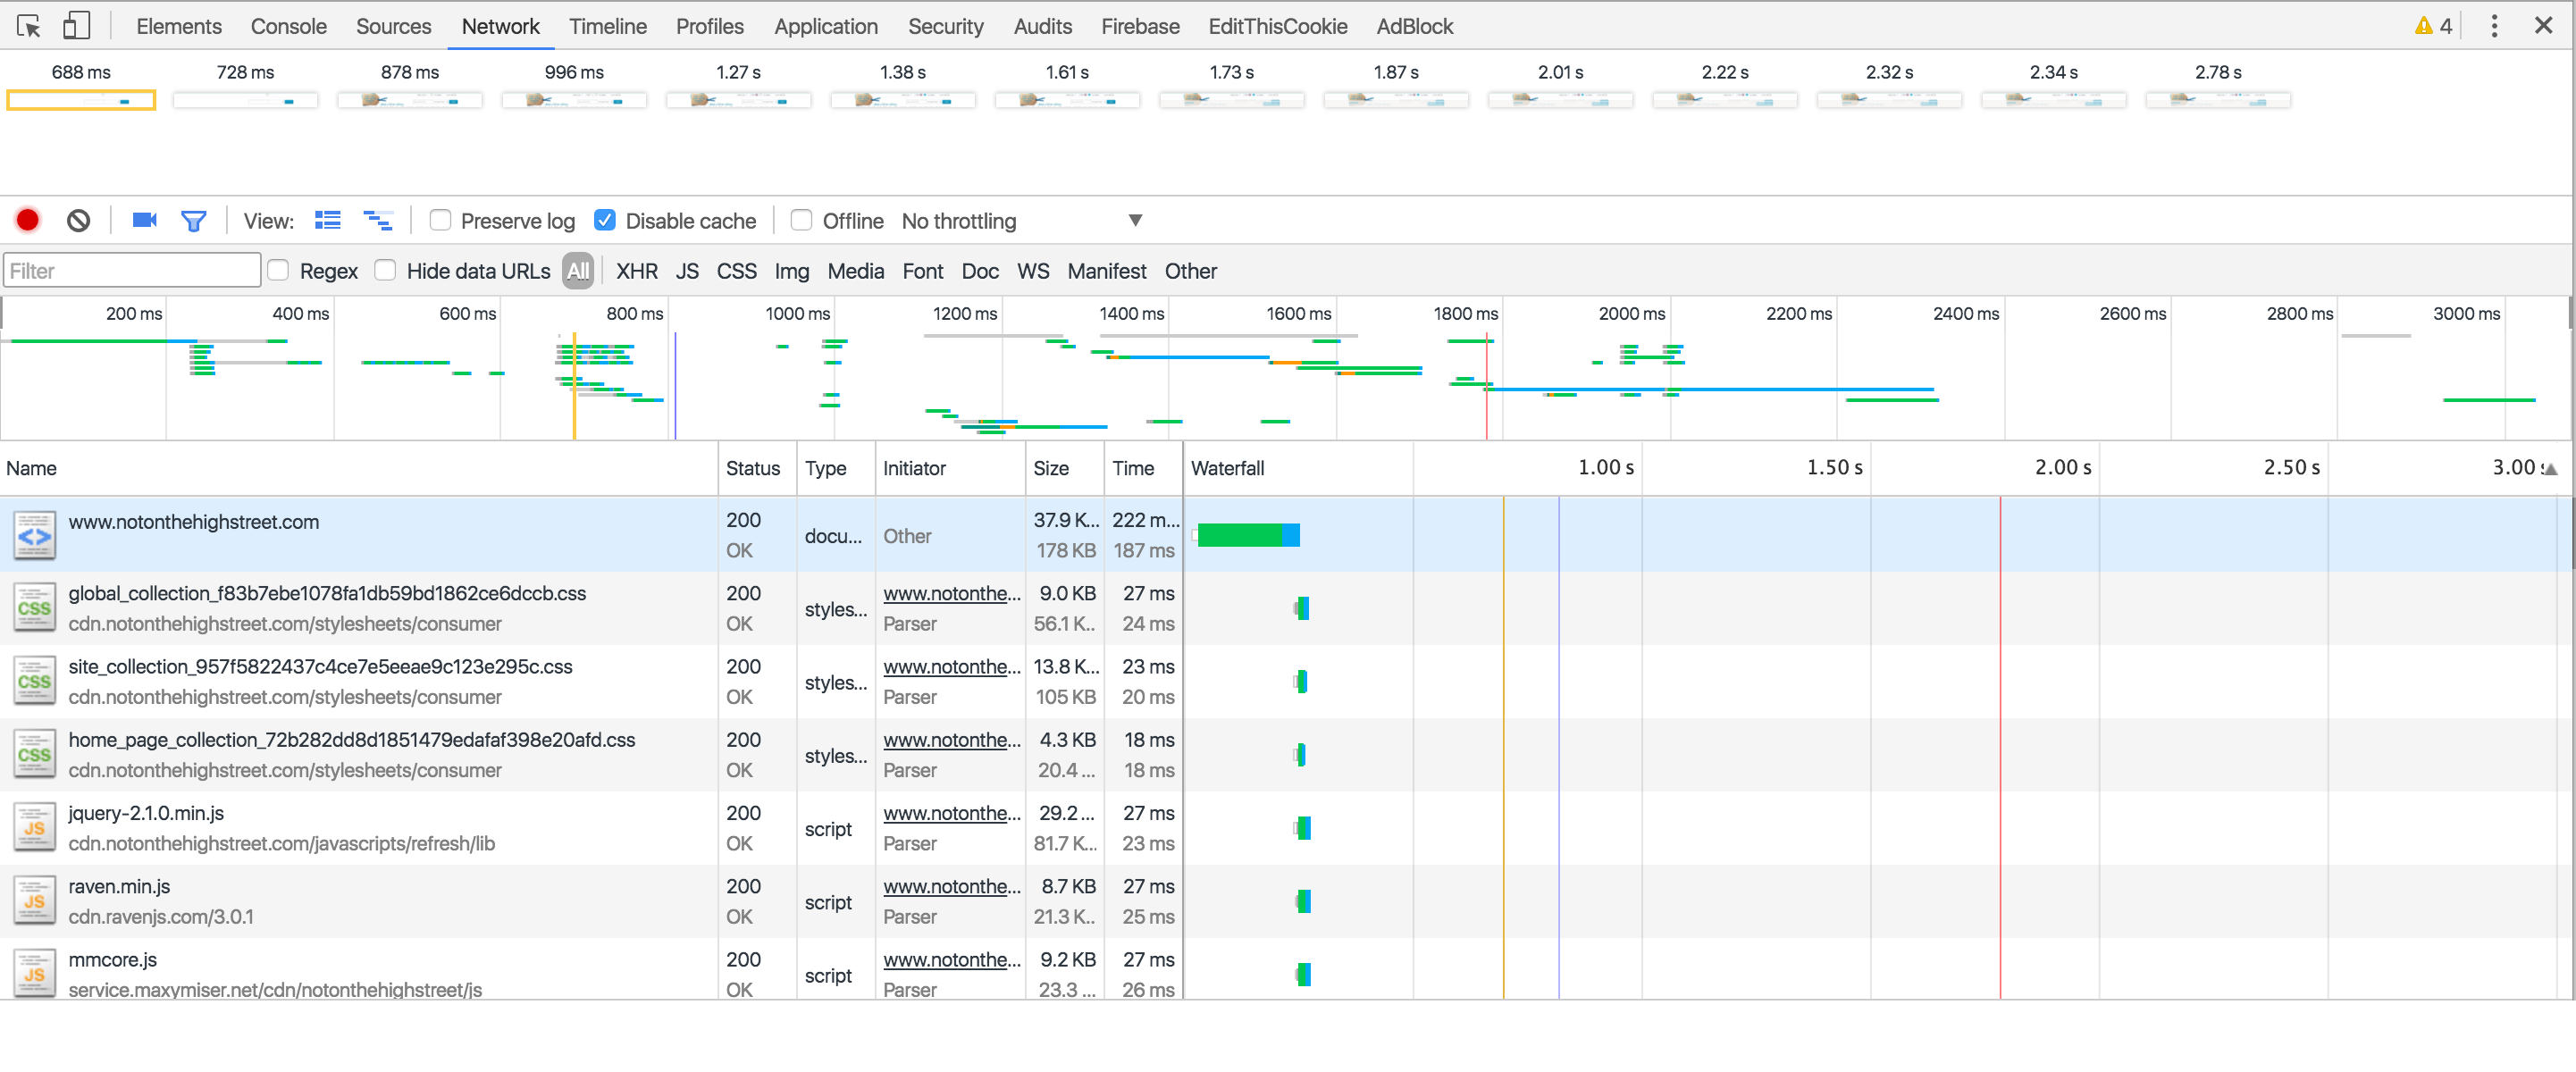 Elements Console Sources Network Timeline Profiles Application Security Audits Firebase EditThisCookie AdBlock 4
688 ms 728 ms 878 ms 996 ms 1.27 s 1.38 s 1.61 s 1.73 s 1.87 s 2.01 s 2.22 s 2.32 s 2.34 s 2.78 s
View: Preserve log Disable cache Offline No throttling
Filter Regex Hide data URLs All XHR JS CSS Img Media Font Doc WS Manifest Other
200 ms 400 ms 600 ms 800 ms 1000 ms 1200 ms 1400 ms 1600 ms 1800 ms 2000 ms 2200 ms 2400 ms 2600 ms 2800 ms 3000 ms
Name Status Type Initiator Size Time Waterfall 1.00 s 1.50 s 2.00 s 2.50 s 3.00 s
www.notonthehighstreet.com 200 OK docu... Other 37.9 K... 178 KB 222 m... 187 ms
global_collection_f83b7ebe1078fa1db59bd1862ce6dccb.css 200 styles... www.notonthe... 9.0 KB 27 ms
cdn.notonthehighstreet.com/stylesheets/consumer OK Parser 56.1 K.. 24 ms
site_collection_957f5822437c4ce7e5eeae9c123e295c.css 200 styles... www.notonthe... 13.8 K... 23 ms
cdn.notonthehighstreet.com/stylesheets/consumer OK Parser 105 KB 20 ms
home_page_collection_72b282dd8d1851479edafaf398e20afd.css 200 styles... www.notonthe... 4.3 KB 18 ms
cdn.notonthehighstreet.com/stylesheets/consumer OK Parser 20.4 ... 18 ms
jquery-2.1.0.min.js 200 script www.notonthe... 29.2 ... 27 ms
cdn.notonthehighstreet.com/javascripts/refresh/lib OK Parser 81.7 K... 23 ms
raven.min.js 200 script www.notonthe... 8.7 KB 27 ms
cdn.ravenjs.com/3.0.1 OK Parser 21.3 K.. 25 ms
mmcore.js 200 script www.notonthe... 9.2 KB 27 ms
service.maxymiser.net/cdn/notonthehighstreet/js OK Parser 23.3 ... 26 ms